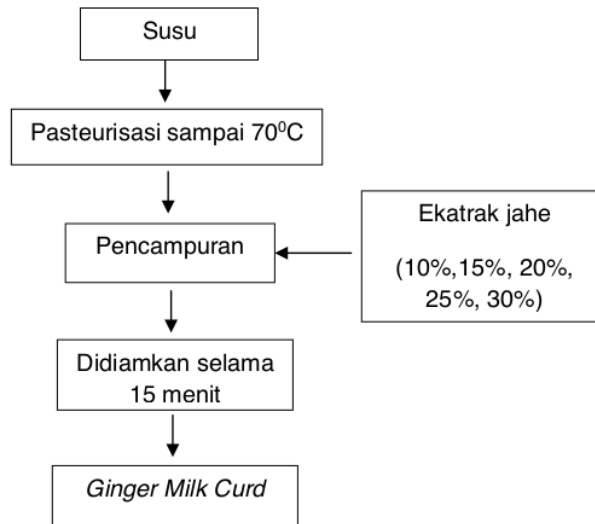 Susu
Pasteurisasi sampai 70⁰C
Pencampuran
Ekatrak jahe
(10%,15%, 20%,
25%, 30%)
Didiamkan selama
15 menit
Ginger Milk Curd